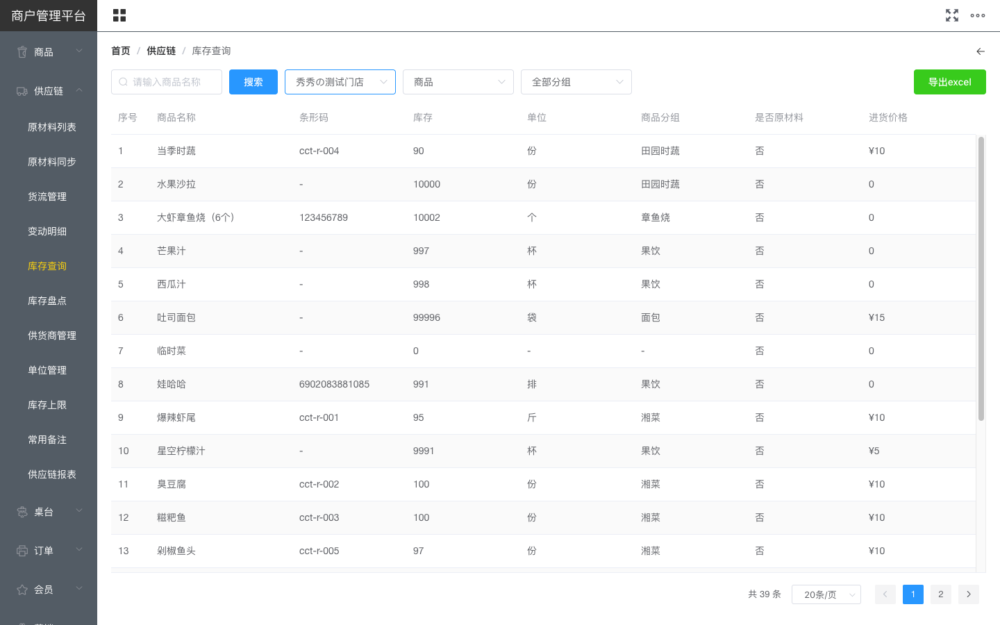 商户管理平台
商品
供应链
原材料列表
原材料同步
货流管理
变动明细
库存查询
库存盘点
供货商管理
单位管理
库存上限
常用备注
供应链报表
桌台
订单
会员
首页 / 供应链 / 库存查询
请输入商品名称 搜索 秀秀の测试门店 商品 全部分组 导出excel
序号 商品名称 条形码 库存 单位 商品分组 是否原材料 进货价格
1 当季时蔬 cct-r-004 90 份 田园时蔬 否 ¥10
2 水果沙拉 - 10000 份 田园时蔬 否 0
3 大虾章鱼烧（6个） 123456789 10002 个 章鱼烧 否 0
4 芒果汁 - 997 杯 果饮 否 0
5 西瓜汁 - 998 杯 果饮 否 0
6 吐司面包 - 99996 袋 面包 否 ¥15
7 临时菜 - 0 - - 否 0
8 娃哈哈 6902083881085 991 排 果饮 否 0
9 爆辣虾尾 cct-r-001 95 斤 湘菜 否 ¥10
10 星空柠檬汁 - 9991 杯 果饮 否 ¥5
11 臭豆腐 cct-r-002 100 份 湘菜 否 ¥10
12 糍粑鱼 cct-r-003 100 份 湘菜 否 ¥10
13 剁椒鱼头 cct-r-005 97 份 湘菜 否 ¥10
共 39 条 20条/页 1 2